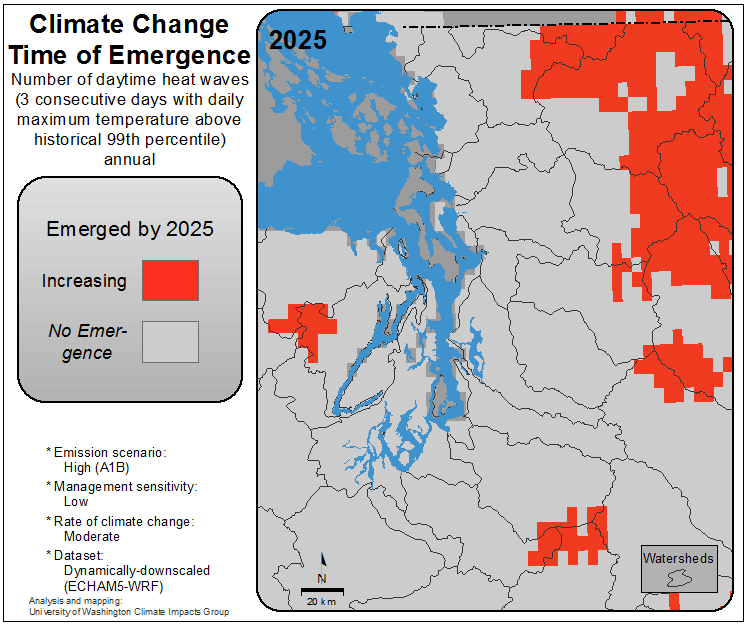 Climate Change
Time of Emergence
Number of daytime heat waves
(3 consecutive days with daily
maximum temperature above
historical 99th percentile)
annual
Emerged by 2025
Increasing
No Emer-
gence
* Emission scenario:
High (A1B)
* Management sensitivity:
Low
* Rate of climate change:
Moderate
* Dataset:
Dynamically-downscaled
(ECHAM5-WRF)
Analysis and mapping:
University of Washington Climate Impacts Group
2025
N
20 km
Watersheds